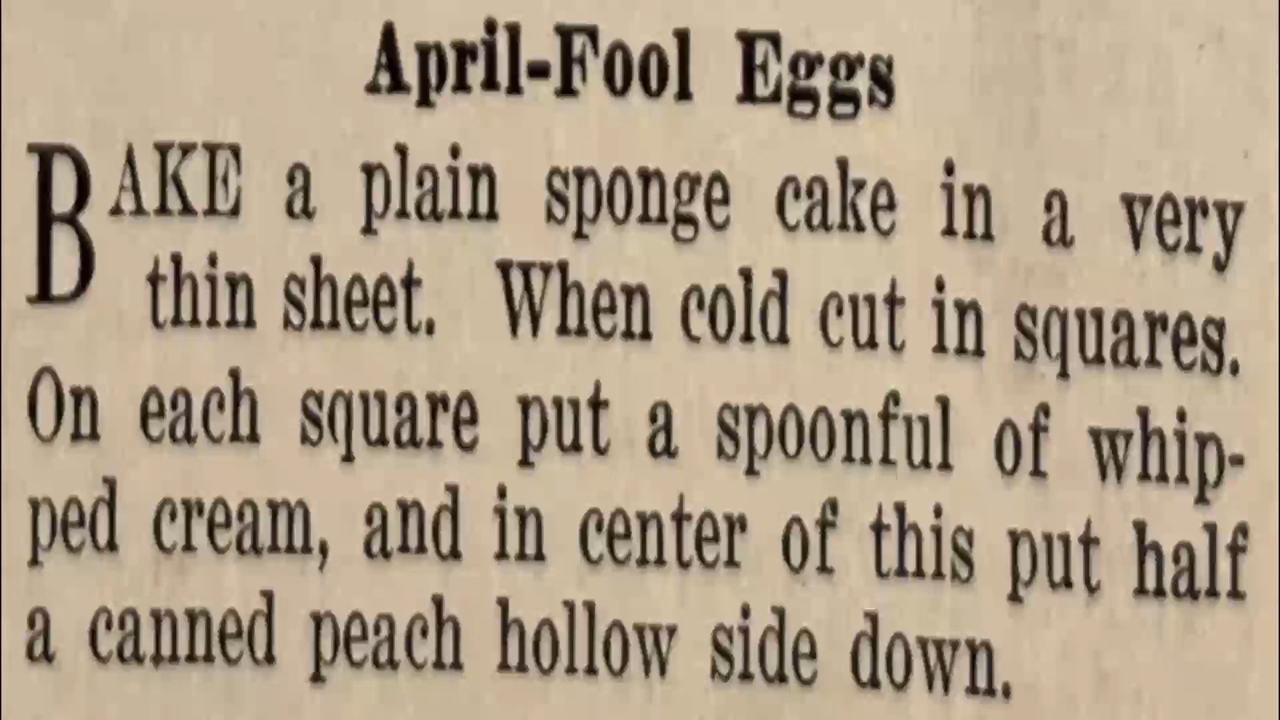 April-Fool Eggs
BAKE a plain sponge cake in a very
thin sheet. When cold cut in squares.
On each square put a spoonful of whip-
ped cream, and in center of this put half
a canned peach hollow side down.